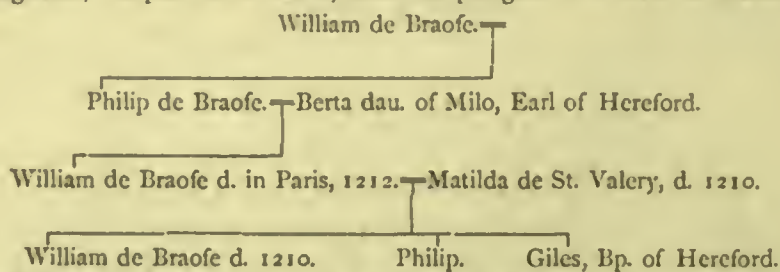 William de Braoſe.
Philip de Braoſe. Berta dau. of Milo, Earl of Hereford.
William de Braoſe d. in Paris, 1212. Matilda de St. Valery, d. 1210.
William de Braoſe d. 1210. Philip. Giles, Bp. of Hereford.